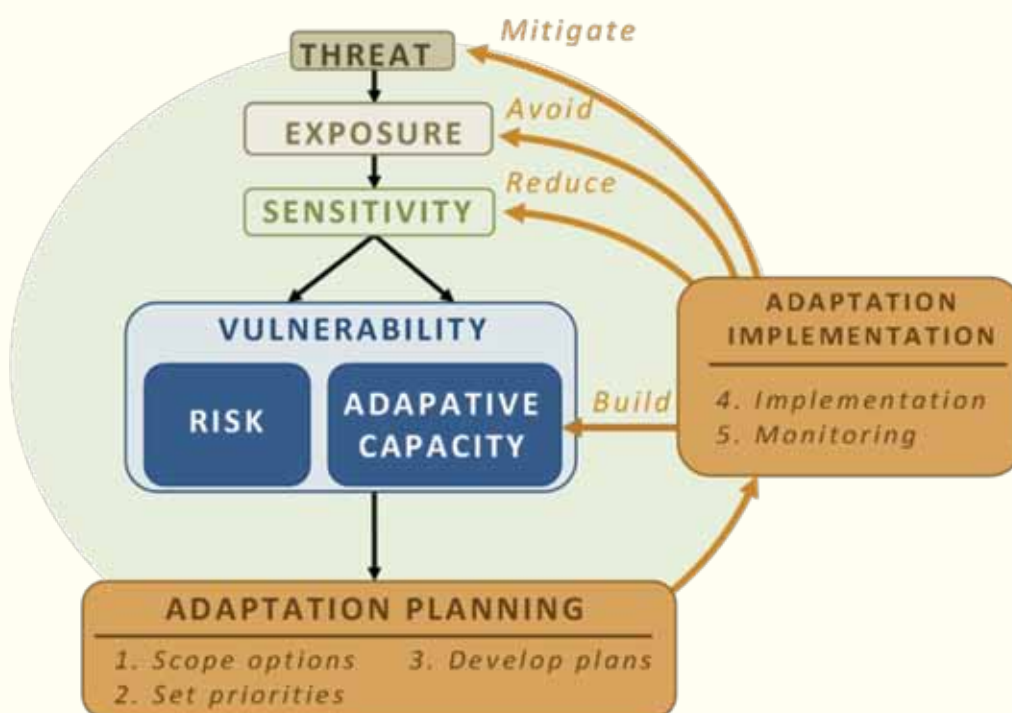 Mitigate
THREAT
Avoid
EXPOSURE
Reduce
SENSITIVITY
ADAPTATION
IMPLEMENTATION
4. Implementation
5. Monitoring
VULNERABILITY
RISK
ADAPATIVE
CAPACITY
Build
ADAPTATION PLANNING
1. Scope options
2. Set priorities
3. Develop plans